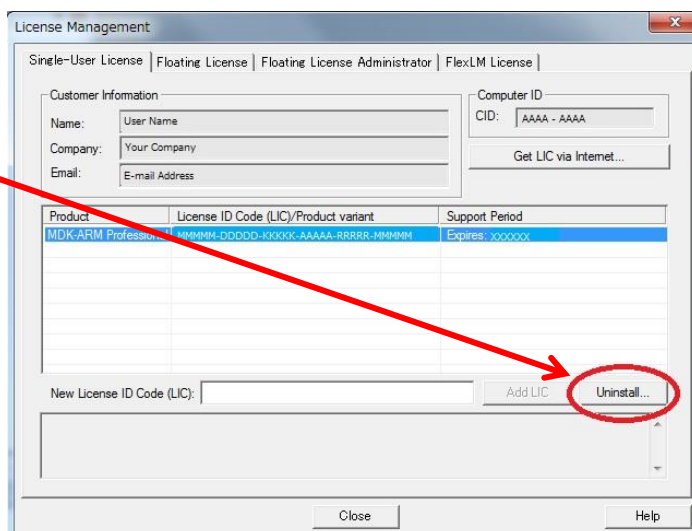 License Management
Single-User License Floating License Floating License Administrator FlexLM License
Customer Information
Name: User Name
Company: Your Company
Email: E-mail Address
Computer ID
CID: AAAA - AAAA
Get LIC via Internet...
Product License ID Code (LIC)/Product variant Support Period
MDK-ARM Professional MMMMM-DDDDD-KKKKK-AAAAA-RRRRR-MMMMM Expires: xxxxxx
New License ID Code (LIC): Add LIC Uninstall...
Close Help